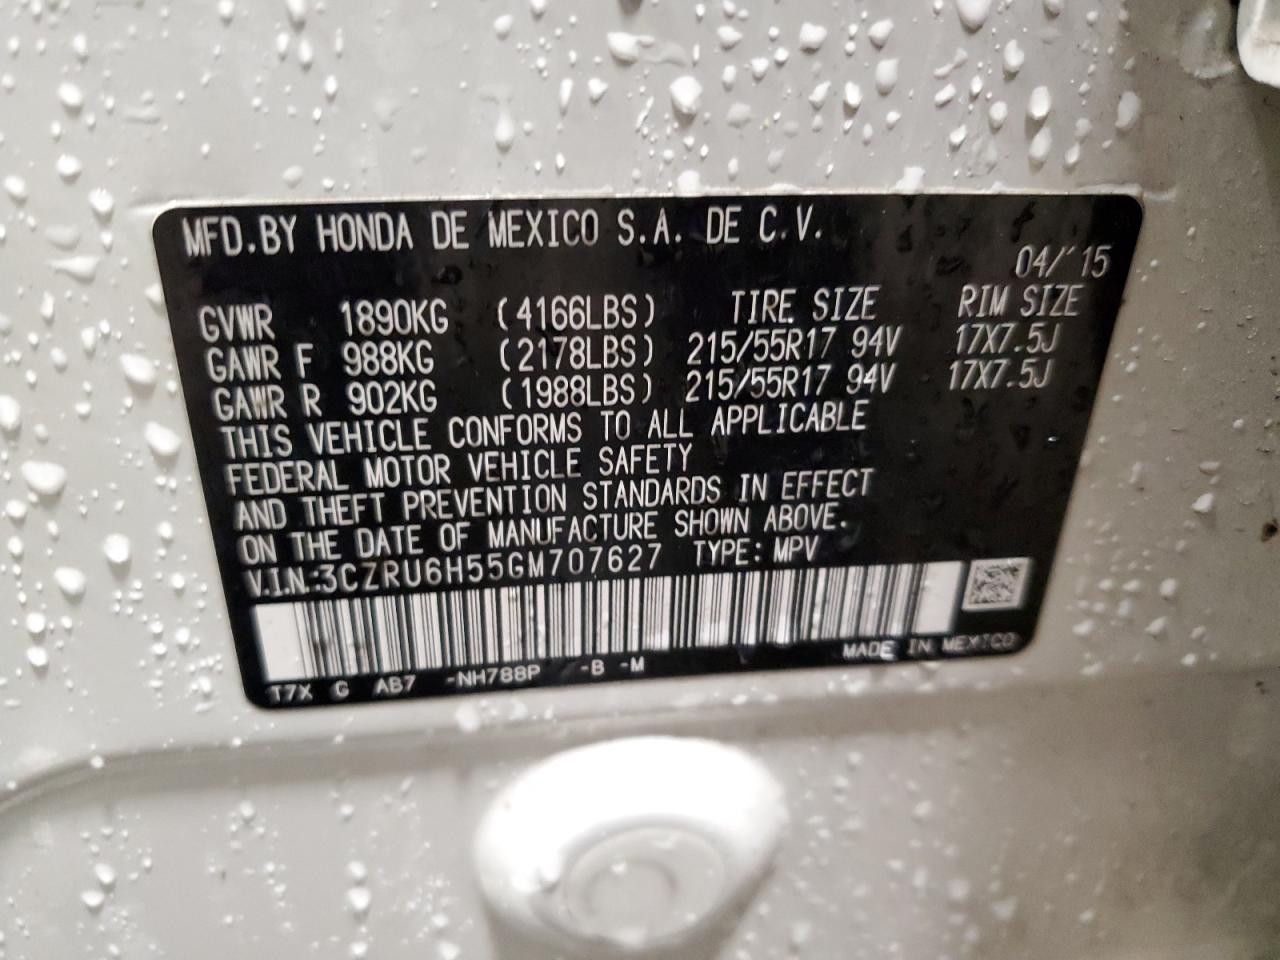 MFD.BY HONDA DE MEXICO S.A. DE C.V.
04/'15
GVWR 1890KG (4166LBS) TIRE SIZE RIM SIZE
GAWR F 988KG (2178LBS) 215/55R17 94V 17X7.5J
GAWR R 902KG (1988LBS) 215/55R17 94V 17X7.5J
THIS VEHICLE CONFORMS TO ALL APPLICABLE
FEDERAL MOTOR VEHICLE SAFETY
AND THEFT PREVENTION STANDARDS IN EFFECT
ON THE DATE OF MANUFACTURE SHOWN ABOVE.
V.I.N.:3CZRU6H55GM707627 TYPE: MPV
MADE IN MEXICO
T7X G AB7 -NH788P -B -M